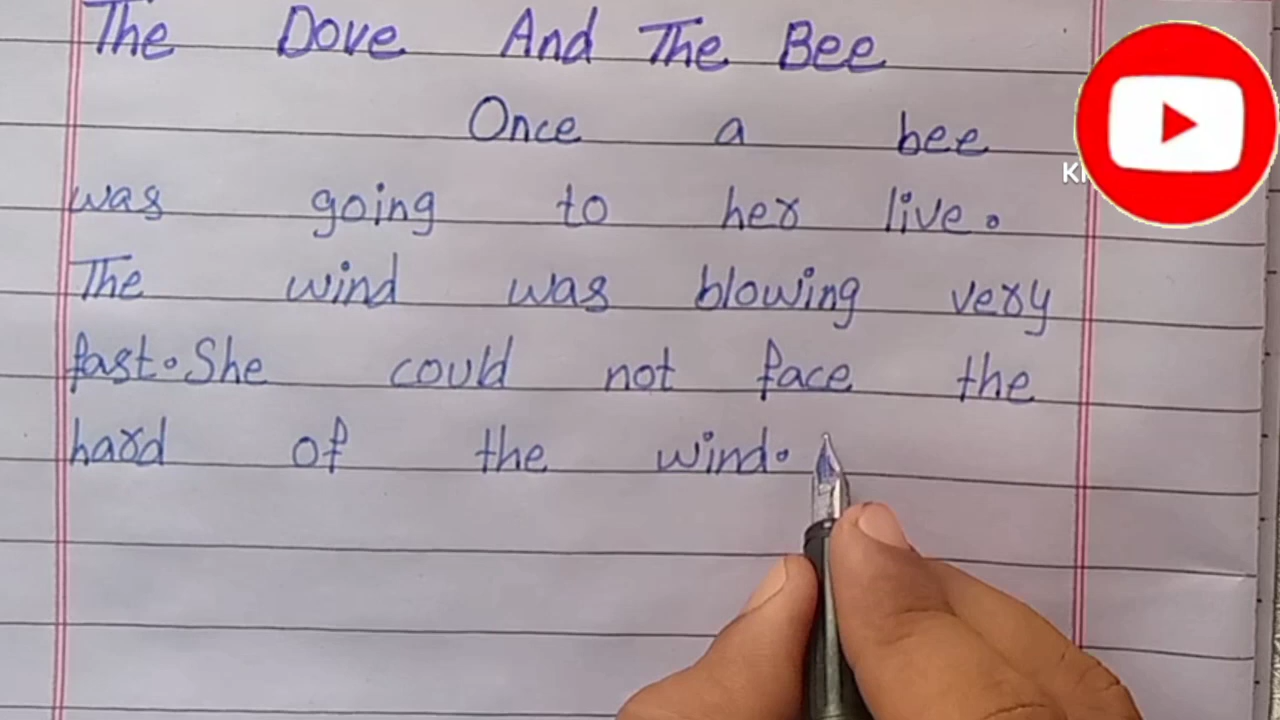 The Dove And The Bee
Once a bee
was going to her live.
The wind was blowing very
fast. She could not face the
hard of the wind.